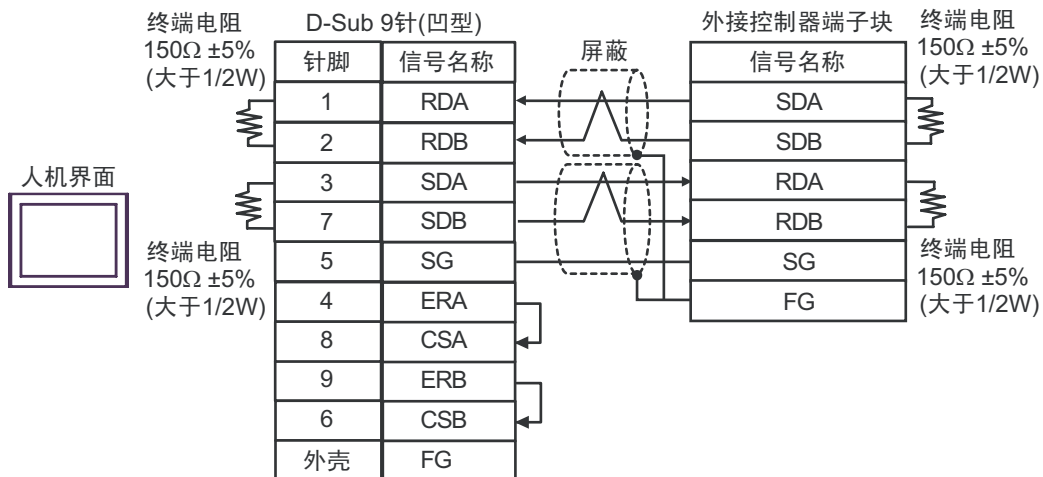 终端电阻
150Ω ±5%
(大于1/2W)
D-Sub 9针(凹型)
屏蔽
外接控制器端子块
终端电阻
150Ω ±5%
(大于1/2W)
针脚 信号名称
信号名称
1 RDA
SDA
2 RDB
SDB
人机界面
3 SDA
RDA
7 SDB
RDB
终端电阻
150Ω ±5%
(大于1/2W)
5 SG
SG
终端电阻
150Ω ±5%
(大于1/2W)
4 ERA
FG
8 CSA
9 ERB
6 CSB
外壳 FG